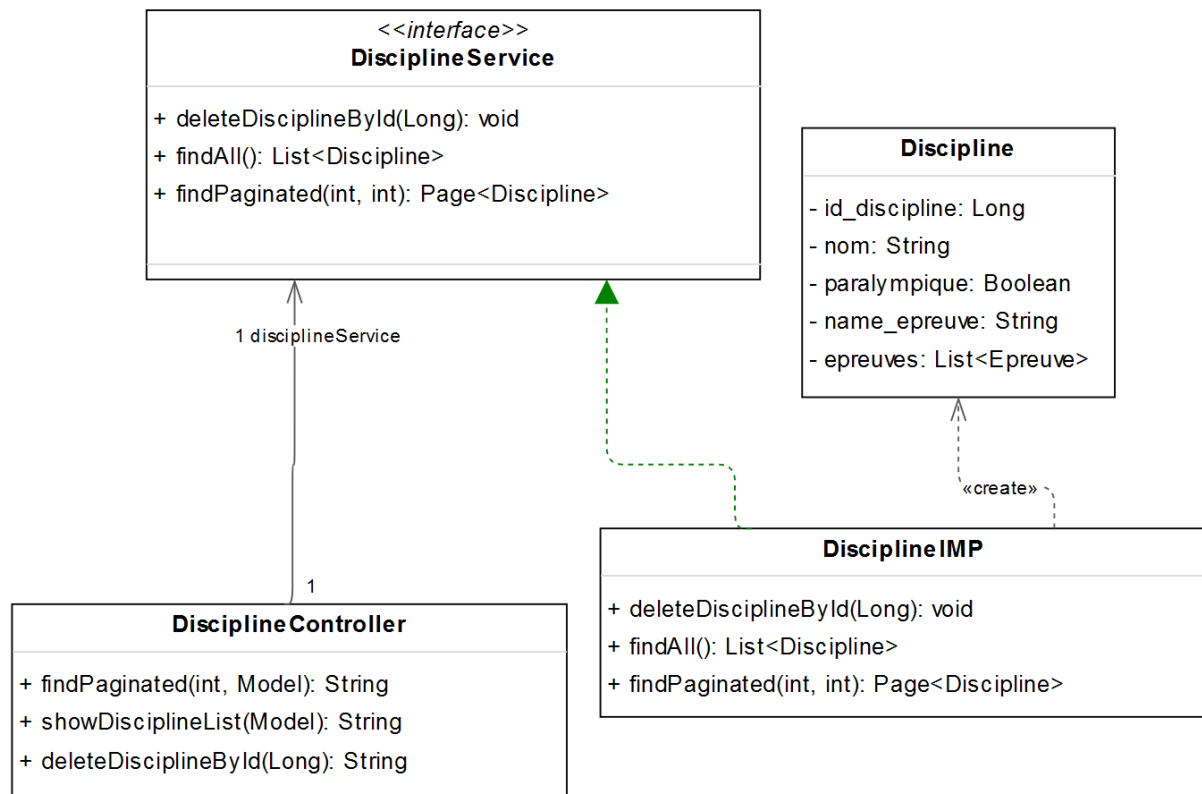 <<interface>>
DisciplineService
+ deleteDisciplineById(Long): void
+ findAll(): List<Discipline>
+ findPaginated(int, int): Page<Discipline>
Discipline
- id_discipline: Long
- nom: String
- paralympique: Boolean
- name_epreuve: String
- epreuves: List<Epreuve>
1 disciplineService
«create»
1
DisciplineIMP
+ deleteDisciplineById(Long): void
+ findAll(): List<Discipline>
+ findPaginated(int, int): Page<Discipline>
DisciplineController
+ findPaginated(int, Model): String
+ showDisciplineList(Model): String
+ deleteDisciplineById(Long): String